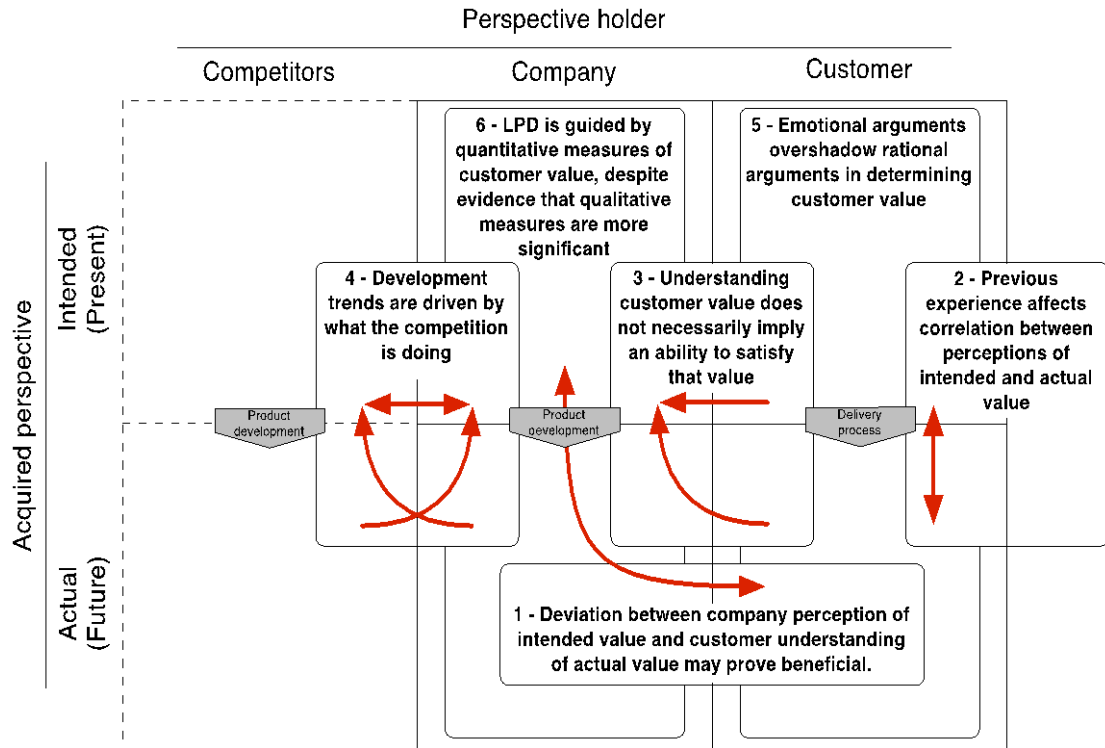 Perspective holder
Competitors
Company
Customer
Acquired perspective
Intended
(Present)
Actual
(Future)
6 - LPD is guided by
quantitative measures of
customer value, despite
evidence that qualitative
measures are more
significant
5 - Emotional arguments
overshadow rational
arguments in determining
customer value
4 - Development
trends are driven by
what the competition
is doing
3 - Understanding
customer value does
not necessarily imply
an ability to satisfy
that value
2 - Previous
experience affects
correlation between
perceptions of
intended and actual
value
Product
development
Product
development
Delivery
process
1 - Deviation between company perception of
intended value and customer understanding
of actual value may prove beneficial.